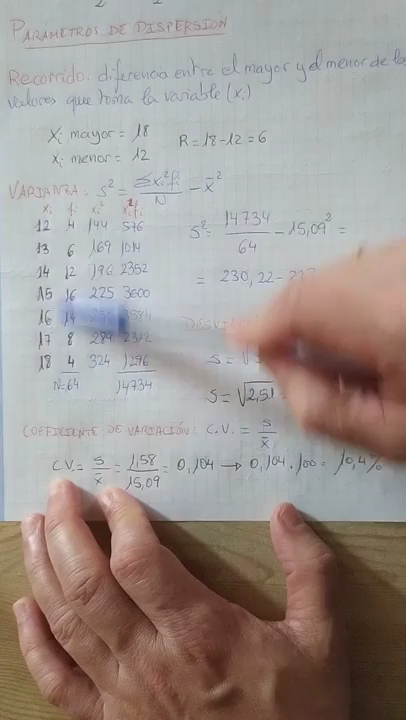 PARÁMETROS DE DISPERSIÓN
Recorrido: diferencia entre el mayor y el menor de los
valores que toma la variable (xi)
xi mayor = 18
xi menor = 12
R = 18-12 = 6
VARIANZA: s² = Σxi²fi / N - x̄²
xi fi xi² xi²fi
12 4 144 576
13 6 169 1014
14 12 196 2352
15 16 225 3600
16 14
17 8 289 2312
18 4 324 1296
N=64 14734
s² = 14734 / 64 - 15,09² =
= 230,22 -
s = √
s = √2,51 =
COEFICIENTE DE VARIACIÓN: C.V. = s / x̄
C.V. = s / x̄ = 1,58 / 15,09 = 0,104 → 0,104 · 100 = 10,4%